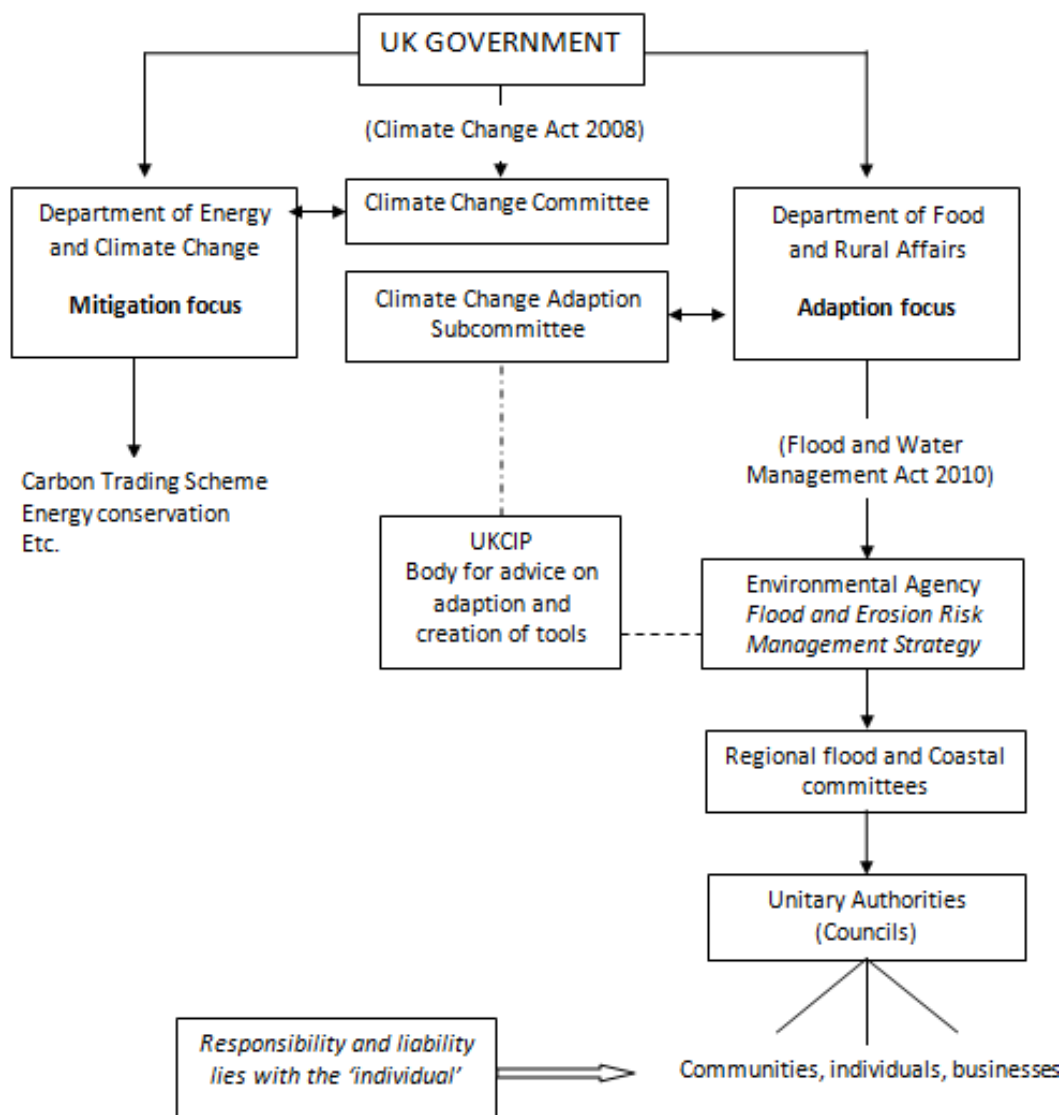 UK GOVERNMENT
(Climate Change Act 2008)
Department of Energy
and Climate Change
Mitigation focus
Climate Change Committee
Department of Food
and Rural Affairs
Adaption focus
Climate Change Adaption
Subcommittee
Carbon Trading Scheme
Energy conservation
Etc.
(Flood and Water
Management Act 2010)
UKCIP
Body for advice on
adaption and
creation of tools
Environmental Agency
Flood and Erosion Risk
Management Strategy
Regional flood and Coastal
committees
Unitary Authorities
(Councils)
Responsibility and liability
lies with the ‘individual’
Communities, individuals, businesses